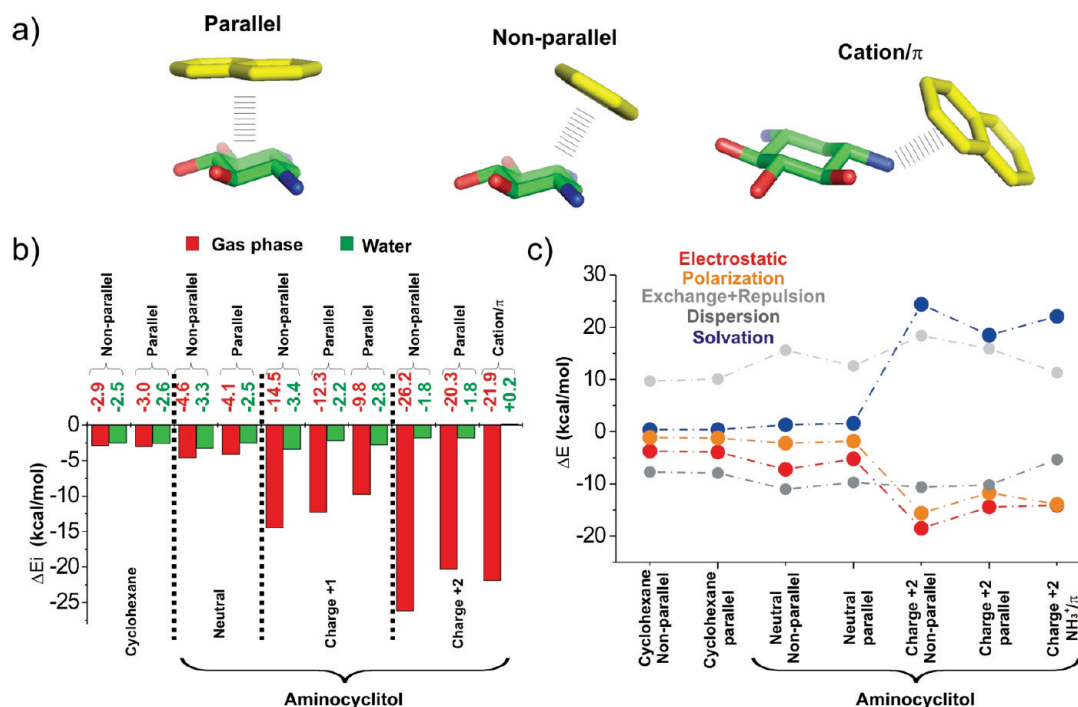 a)
Parallel
Non-parallel
Cation/π
b)
Gas phase
Water
Non-parallel
Parallel
Non-parallel
Parallel
Non-parallel
Parallel
Parallel
Non-parallel
Parallel
Cation/π
-2.9
-2.5
-3.0
-2.6
-4.6
-3.3
-4.1
-2.5
-14.5
-3.4
-12.3
-2.2
-9.8
-2.8
-26.2
-1.8
-20.3
-1.8
-21.9
+0.2
0
-5
-10
-15
-20
-25
ΔEi (kcal/mol)
Cyclohexane
Neutral
Charge +1
Charge +2
Aminocyclitol
c)
Electrostatic
Polarization
Exchange+Repulsion
Dispersion
Solvation
30
20
10
0
-10
-20
ΔE (kcal/mol)
Cyclohexane
Non-parallel
Cyclohexane
parallel
Neutral
Non-parallel
Neutral
parallel
Charge +2
Non-parallel
Charge +2
parallel
Charge +2
NH₃⁺/π
Aminocyclitol